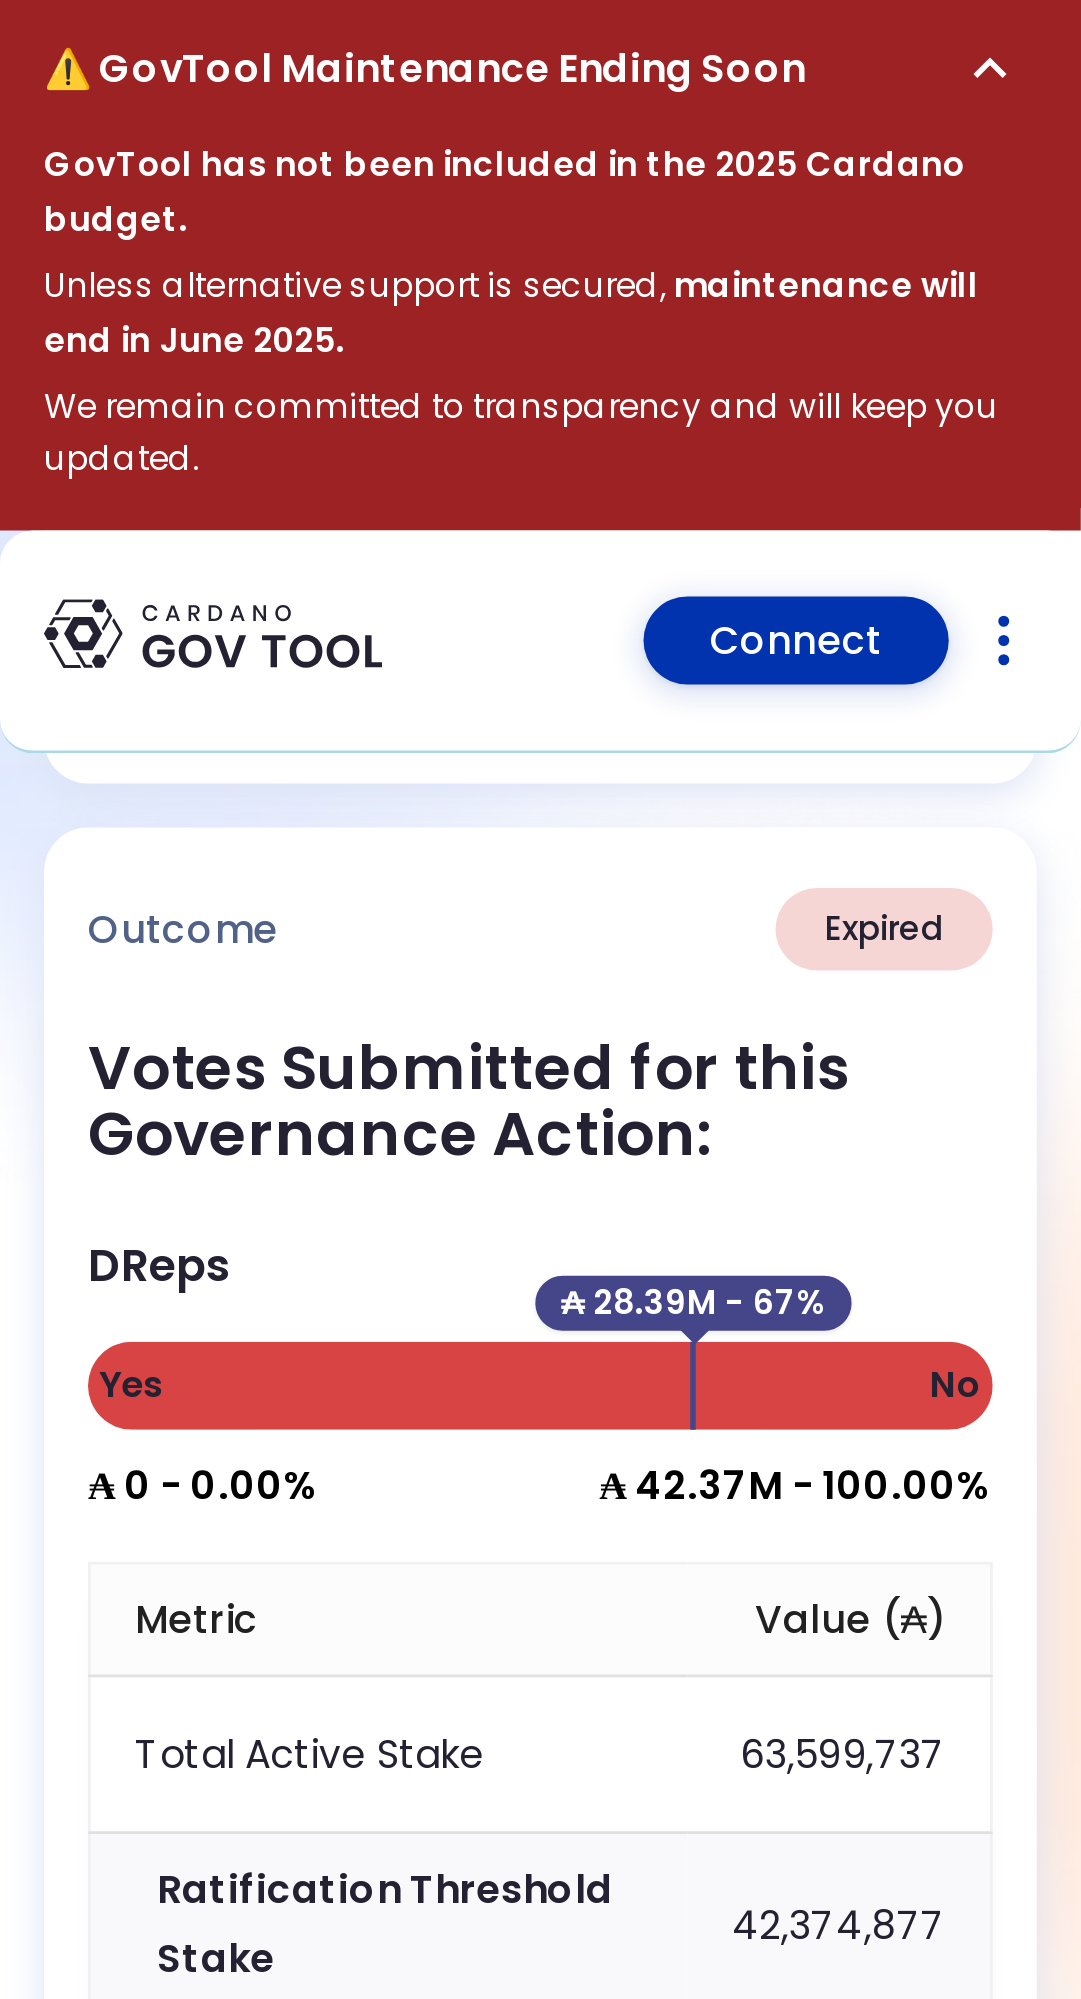 ⚠️ GovTool Maintenance Ending Soon
GovTool has not been included in the 2025 Cardano
budget.
Unless alternative support is secured, maintenance will
end in June 2025.
We remain committed to transparency and will keep you
updated.
CARDANO
GOV TOOL
Connect
Outcome
Expired
Votes Submitted for this
Governance Action:
DReps
₳ 28.39M - 67%
Yes
No
₳ 0 - 0.00%
₳ 42.37M - 100.00%
Metric
Value (₳)
Total Active Stake
63,599,737
Ratification Threshold
Stake
42,374,877